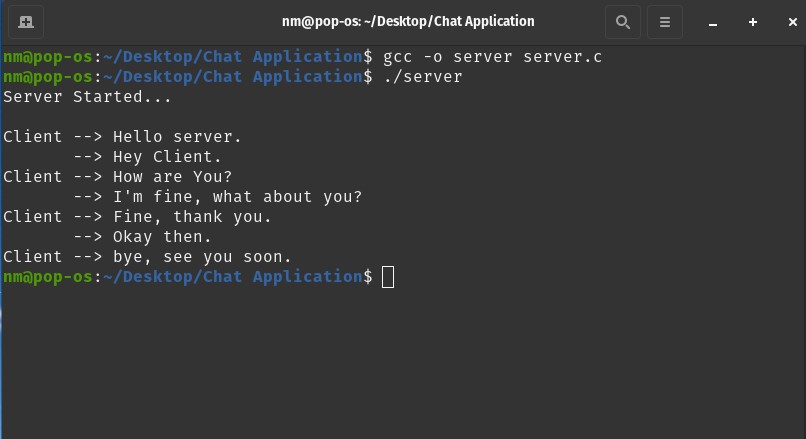 nm@pop-os: ~/Desktop/Chat Application
nm@pop-os:~/Desktop/Chat Application$ gcc -o server server.c
nm@pop-os:~/Desktop/Chat Application$ ./server
Server Started...
Client --> Hello server.
--> Hey Client.
Client --> How are You?
--> I'm fine, what about you?
Client --> Fine, thank you.
--> Okay then.
Client --> bye, see you soon.
nm@pop-os:~/Desktop/Chat Application$